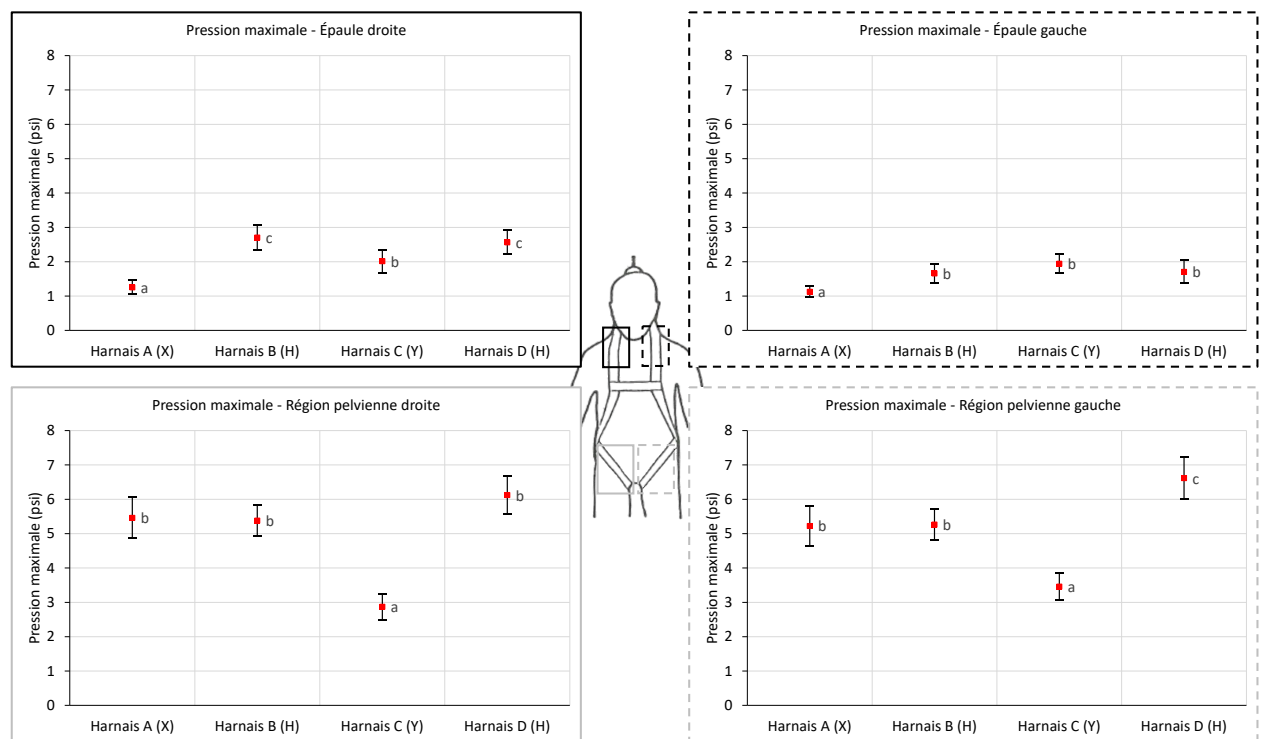 Pression maximale - Épaule droite
Pression maximale (psi)
8
7
6
5
4
3
2
1
0
a
c
b
c
Harnais A (X) Harnais B (H) Harnais C (Y) Harnais D (H)
Pression maximale - Épaule gauche
Pression maximale (psi)
8
7
6
5
4
3
2
1
0
a
b
b
b
Harnais A (X) Harnais B (H) Harnais C (Y) Harnais D (H)
Pression maximale - Région pelvienne droite
Pression maximale (psi)
8
7
6
5
4
3
2
1
0
b
b
a
b
Harnais A (X) Harnais B (H) Harnais C (Y) Harnais D (H)
Pression maximale - Région pelvienne gauche
Pression maximale (psi)
8
7
6
5
4
3
2
1
0
b
b
a
c
Harnais A (X) Harnais B (H) Harnais C (Y) Harnais D (H)